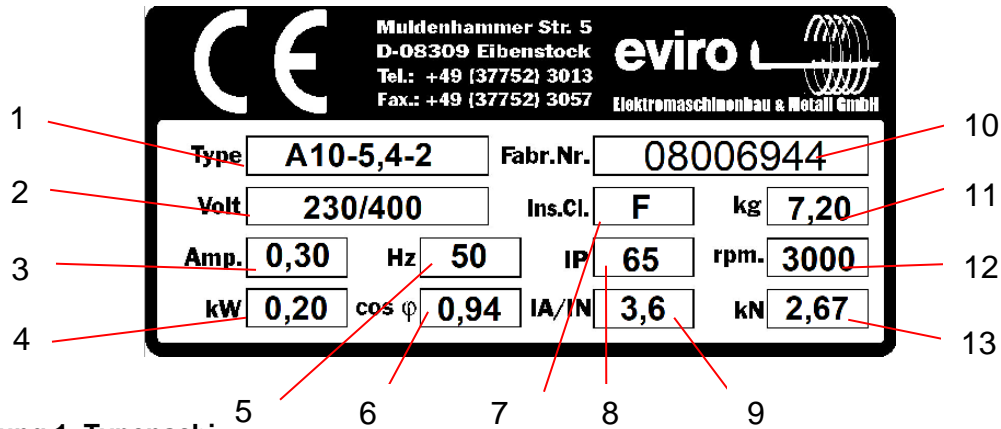 CE
Muldenhammer Str. 5
D-08309 Eibenstock
Tel.: +49 (37752) 3013
Fax.: +49 (37752) 3057
eviro
Elektromaschinenbau & Metall GmbH
1 Type A10-5,4-2 Fabr.Nr. 08006944 10
2 Volt 230/400 Ins.Cl. F kg 7,20 11
3 Amp. 0,30 Hz 50 IP 65 rpm. 3000 12
4 kW 0,20 cos φ 0,94 IA/IN 3,6 kN 2,67 13
5 6 7 8 9